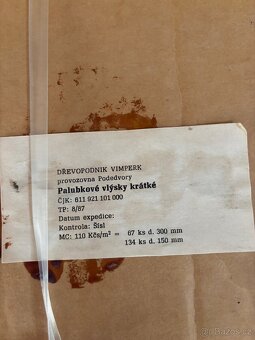 DŘEVOPODNIK VIMPERK
provozovna Podedvory
Palubkové vlýsky krátké
ČJK: 611 921 101 000
TP: 8/87
Datum expedice:
Kontrola: Šísl
MC: 110 Kčs/m² = 67 ks d. 300 mm
134 ks d. 150 mm